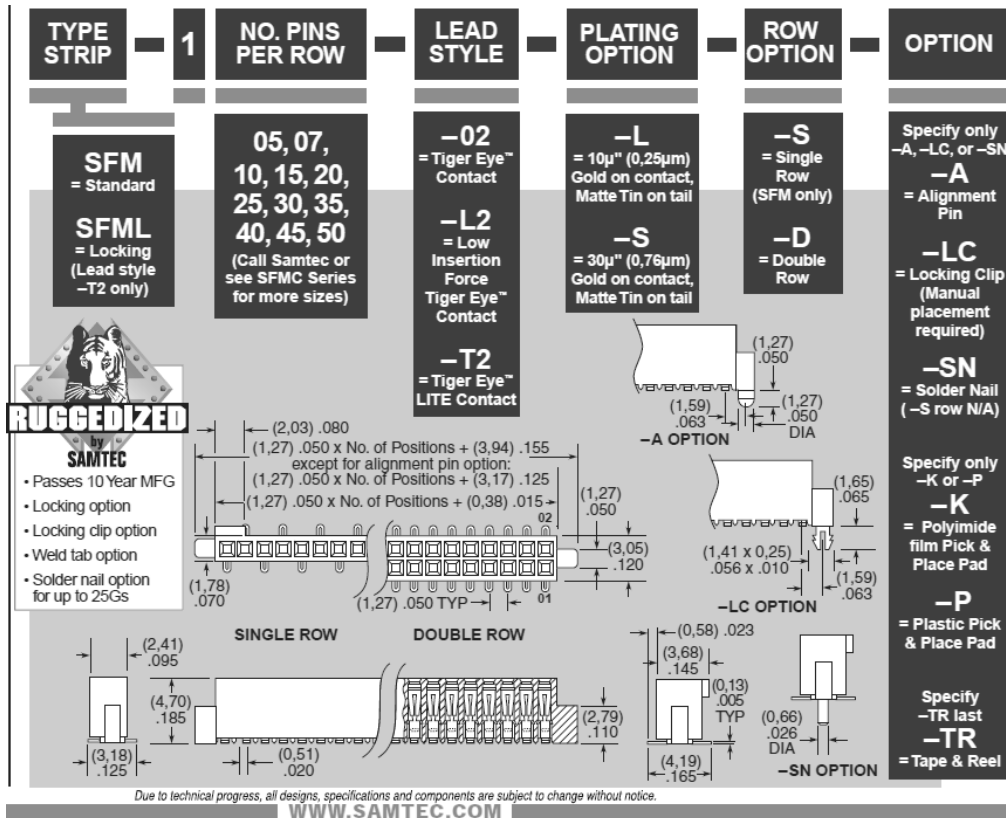 TYPE
STRIP
1
NO. PINS
PER ROW
LEAD
STYLE
PLATING
OPTION
ROW
OPTION
OPTION
SFM
= Standard
SFML
= Locking
(Lead style
–T2 only)
05, 07,
10, 15, 20,
25, 30, 35,
40, 45, 50
(Call Samtec or
see SFMC Series
for more sizes)
–02
= Tiger Eye™
Contact
–L2
= Low
Insertion
Force
Tiger Eye™
Contact
–T2
= Tiger Eye™
LITE Contact
–L
= 10µ" (0,25µm)
Gold on contact,
Matte Tin on tail
–S
= 30µ" (0,76µm)
Gold on contact,
Matte Tin on tail
–S
= Single
Row
(SFM only)
–D
= Double
Row
Specify only
–A, –LC, or –SN
–A
= Alignment
Pin
–LC
= Locking Clip
(Manual
placement
required)
–SN
= Solder Nail
( –S row N/A)
Specify only
–K or –P
–K
= Polyimide
film Pick &
Place Pad
–P
= Plastic Pick
& Place Pad
Specify
–TR last
–TR
= Tape & Reel
RUGGEDIZED
by
SAMTEC
• Passes 10 Year MFG
• Locking option
• Locking clip option
• Weld tab option
• Solder nail option
for up to 25Gs
(2,03) .080
(1,27) .050 x No. of Positions + (3,94) .155
except for alignment pin option:
(1,27) .050 x No. of Positions + (3,17) .125
(1,27) .050 x No. of Positions + (0,38) .015
(1,27)
.050
02
(3,05)
.120
01
(1,78)
.070
(1,27) .050 TYP
SINGLE ROW
DOUBLE ROW
(1,27)
.050
(1,59)
.063
(1,27)
.050
DIA
–A OPTION
(1,65)
.065
(1,41 x 0,25)
.056 x .010
(1,59)
.063
–LC OPTION
(2,41)
.095
(4,70)
.185
(3,18)
.125
(0,51)
.020
(2,79)
.110
(0,58) .023
(3,68)
.145
(0,13)
.005
TYP
(4,19)
.165
(0,66)
.026
DIA
–SN OPTION
Due to technical progress, all designs, specifications and components are subject to change without notice.
WWW.SAMTEC.COM